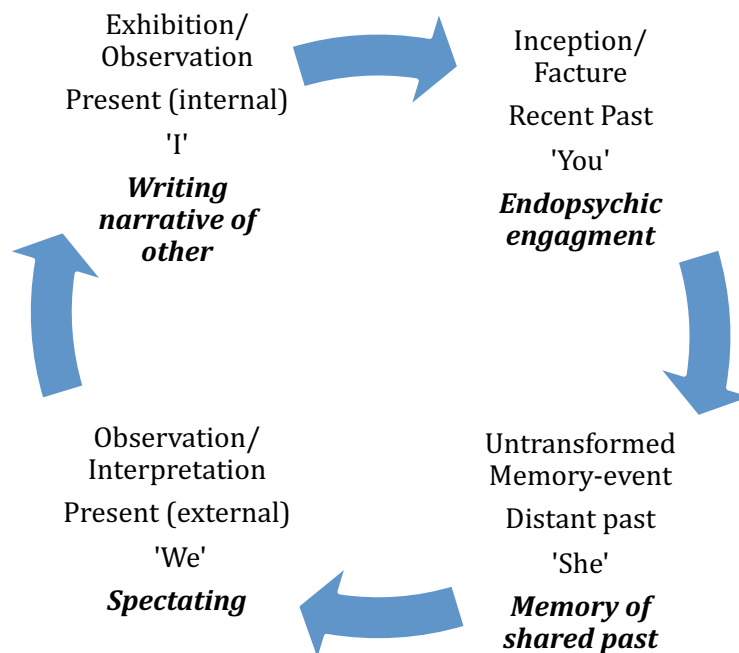 Exhibition/
Observation
Present (internal)
'I'
Writing
narrative of
other
Inception/
Facture
Recent Past
'You'
Endopsychic
engagment
Untransformed
Memory-event
Distant past
'She'
Memory of
shared past
Observation/
Interpretation
Present (external)
'We'
Spectating